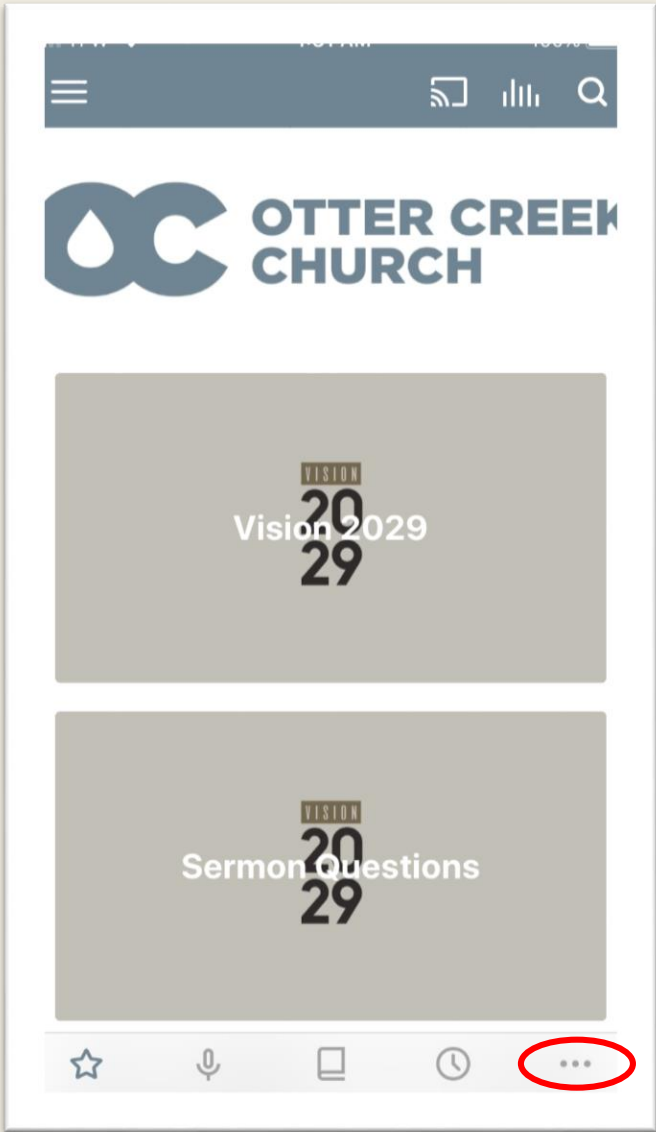 OTTER CREEK
CHURCH
VISION
20
29
Vision 2029
VISION
20
29
Sermon Questions